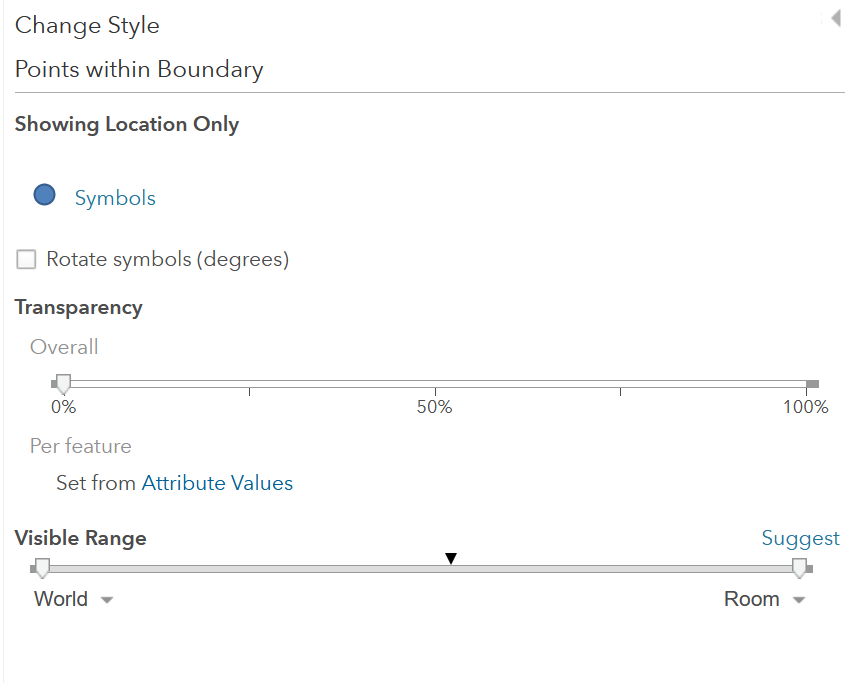 Change Style
Points within Boundary
Showing Location Only
Symbols
Rotate symbols (degrees)
Transparency
Overall
0% 50% 100%
Per feature
Set from Attribute Values
Visible Range Suggest
World Room